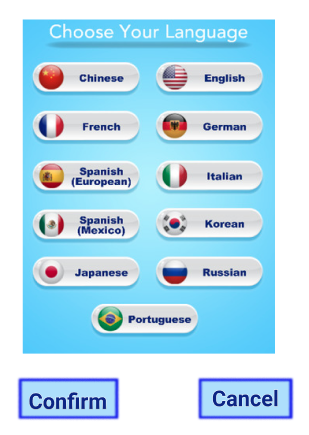 Choose Your Language
Chinese
English
French
German
Spanish
(European)
Italian
Spanish
(Mexico)
Korean
Japanese
Russian
Portuguese
Confirm
Cancel